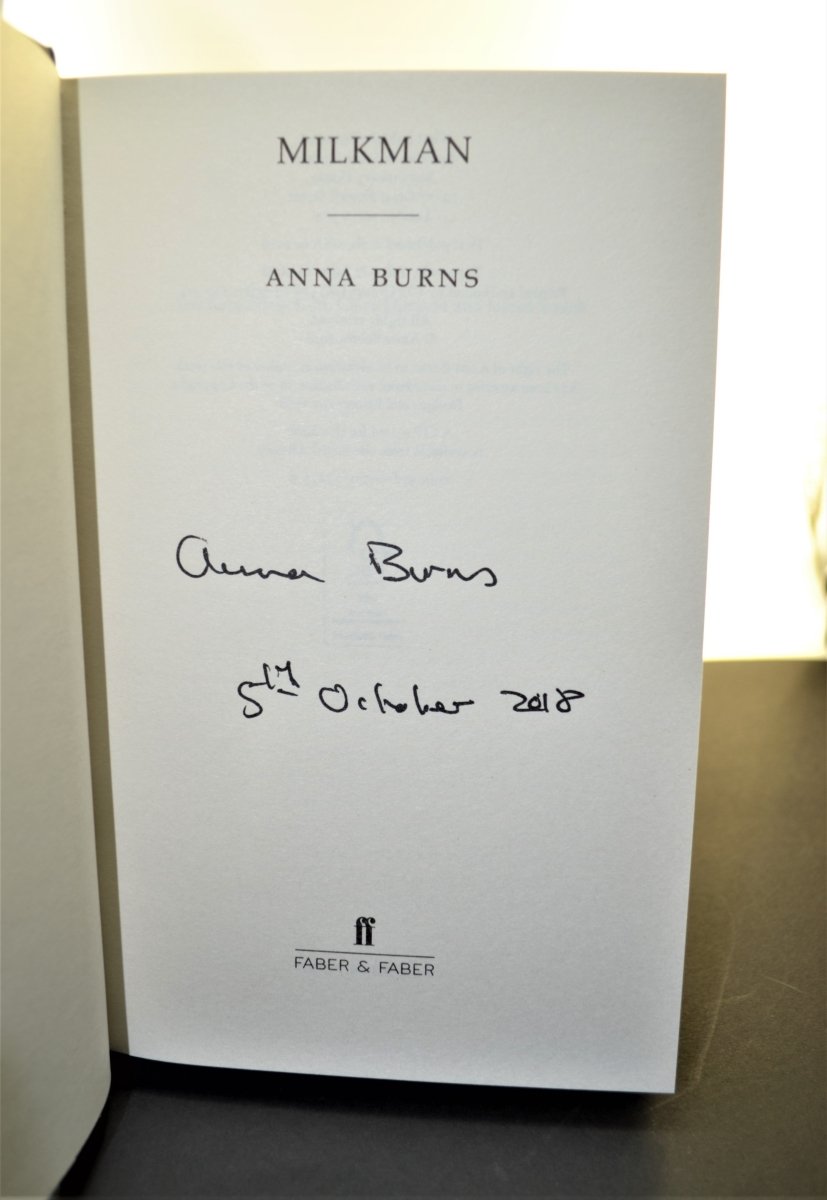 MILKMAN
ANNA BURNS
Anna Burns
5th October 2018
ff
FABER & FABER